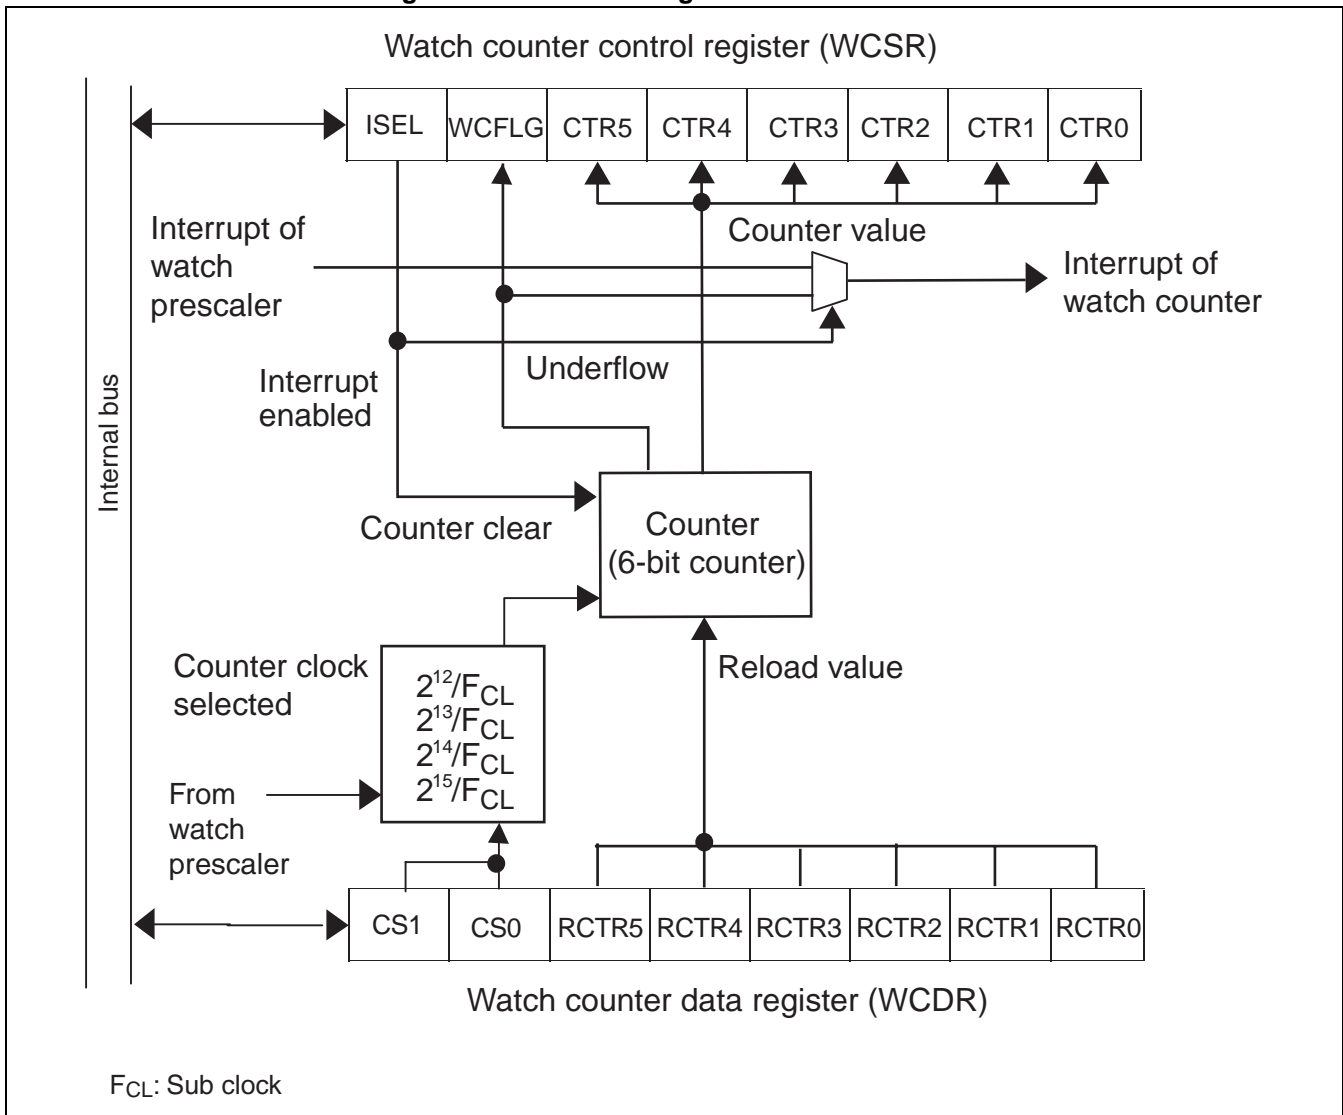 Watch counter control register (WCSR)
ISEL WCFLG CTR5 CTR4 CTR3 CTR2 CTR1 CTR0
Counter value
Interrupt of
watch
prescaler
Interrupt of
watch counter
Underflow
Interrupt
enabled
Internal bus
Counter clear
Counter
(6-bit counter)
Counter clock
selected
2¹²/FCL
2¹³/FCL
2¹⁴/FCL
2¹⁵/FCL
Reload value
From
watch
prescaler
CS1 CS0 RCTR5 RCTR4 RCTR3 RCTR2 RCTR1 RCTR0
Watch counter data register (WCDR)
FCL: Sub clock